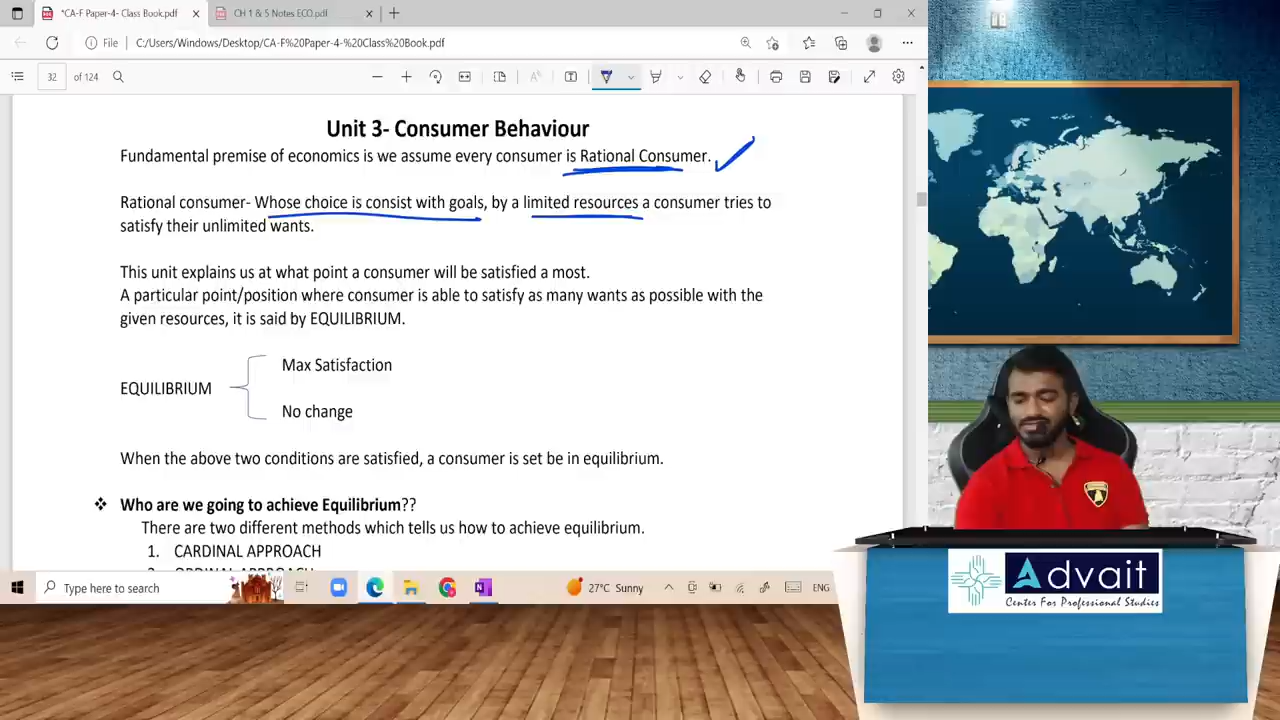 *CA-F Paper-4- Class Book.pdf
CH 1 & 5 Notes ECO.pdf
File
C:/Users/Windows/Desktop/CA-F%20Paper-4-%20Class%20Book.pdf
32 of 124
Unit 3- Consumer Behaviour
Fundamental premise of economics is we assume every consumer is Rational Consumer.
Rational consumer- Whose choice is consist with goals, by a limited resources a consumer tries to
satisfy their unlimited wants.
This unit explains us at what point a consumer will be satisfied a most.
A particular point/position where consumer is able to satisfy as many wants as possible with the
given resources, it is said by EQUILIBRIUM.
Max Satisfaction
EQUILIBRIUM
No change
When the above two conditions are satisfied, a consumer is set be in equilibrium.
❖ Who are we going to achieve Equilibrium??
There are two different methods which tells us how to achieve equilibrium.
1. CARDINAL APPROACH
Type here to search
27°C Sunny
ENG
Advait
Center For Professional Studies